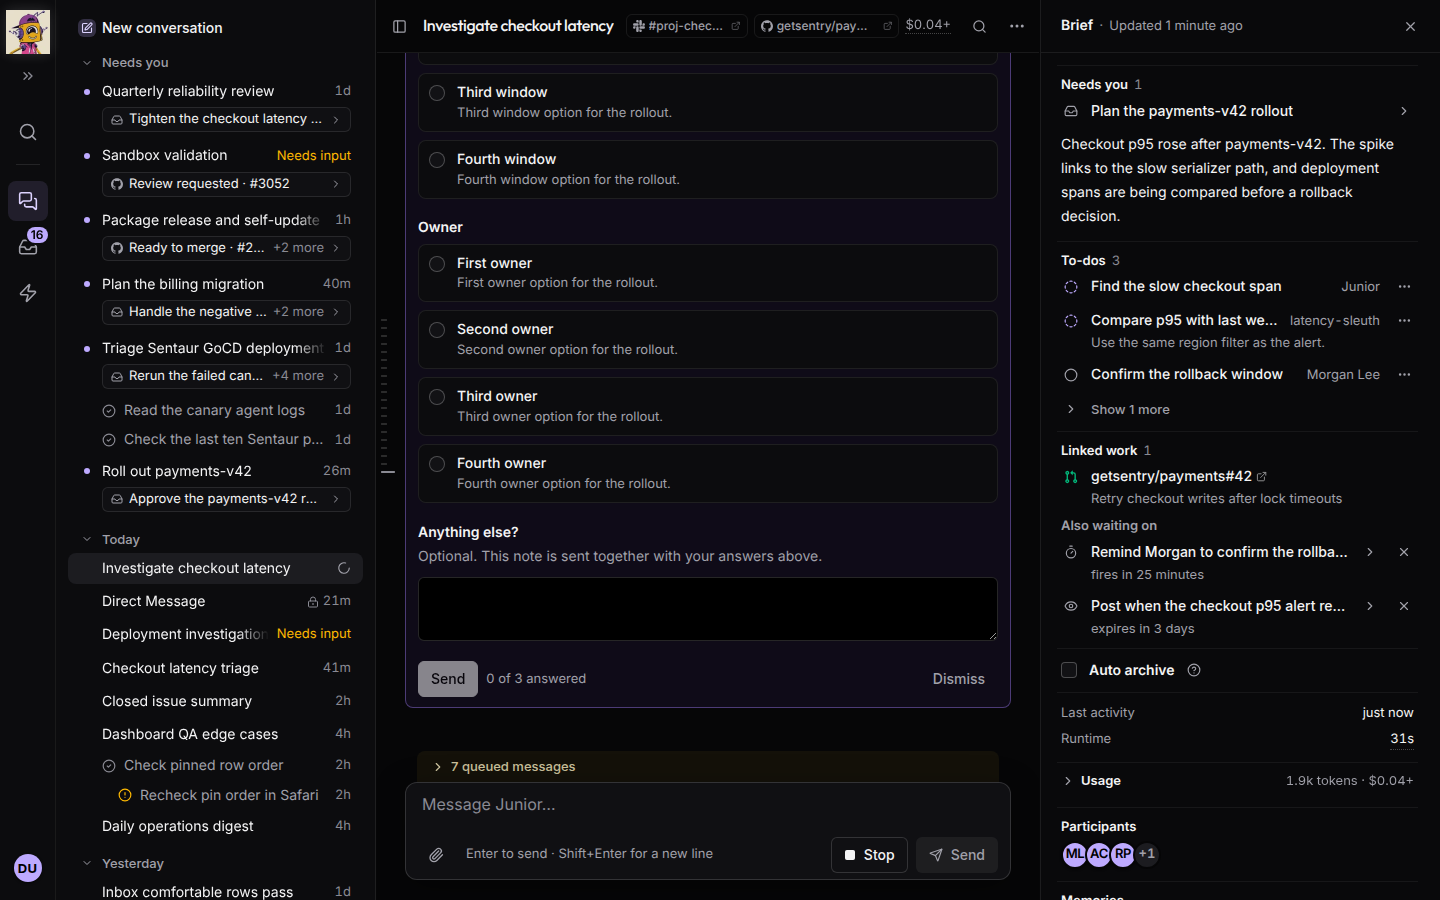 New conversation
Needs you
Quarterly reliability review 1d
Tighten the checkout latency ...
Sandbox validation Needs input
Review requested · #3052
Package release and self-update 1h
Ready to merge · #2... +2 more
Plan the billing migration 40m
Handle the negative ... +2 more
Triage Sentaur GoCD deployment 1d
Rerun the failed can... +4 more
Read the canary agent logs 1d
Check the last ten Sentaur p... 1d
Roll out payments-v42 26m
Approve the payments-v42 r...
Today
Investigate checkout latency
Direct Message 21m
Deployment investigation Needs input
Checkout latency triage 41m
Closed issue summary 2h
Dashboard QA edge cases 4h
Check pinned row order 2h
Recheck pin order in Safari 2h
Daily operations digest 4h
Yesterday
Inbox comfortable rows pass 1d
16
DU
Investigate checkout latency #proj-chec... getsentry/pay... $0.04+
Third window
Third window option for the rollout.
Fourth window
Fourth window option for the rollout.
Owner
First owner
First owner option for the rollout.
Second owner
Second owner option for the rollout.
Third owner
Third owner option for the rollout.
Fourth owner
Fourth owner option for the rollout.
Anything else?
Optional. This note is sent together with your answers above.
Send 0 of 3 answered Dismiss
7 queued messages
Message Junior...
Enter to send · Shift+Enter for a new line Stop Send
Brief · Updated 1 minute ago
Needs you 1
Plan the payments-v42 rollout
Checkout p95 rose after payments-v42. The spike
links to the slow serializer path, and deployment
spans are being compared before a rollback
decision.
To-dos 3
Find the slow checkout span Junior
Compare p95 with last we... latency-sleuth
Use the same region filter as the alert.
Confirm the rollback window Morgan Lee
Show 1 more
Linked work 1
getsentry/payments#42
Retry checkout writes after lock timeouts
Also waiting on
Remind Morgan to confirm the rollba...
fires in 25 minutes
Post when the checkout p95 alert re...
expires in 3 days
Auto archive
Last activity just now
Runtime 31s
Usage 1.9k tokens · $0.04+
Participants
ML AC RP +1
Memories